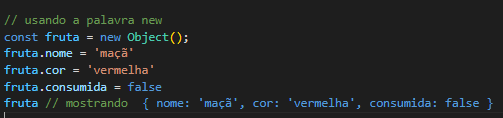 // usando a palavra new
const fruta = new Object();
fruta.nome = 'maçã'
fruta.cor = 'vermelha'
fruta.consumida = false
fruta // mostrando  { nome: 'maçã', cor: 'vermelha', consumida: false }